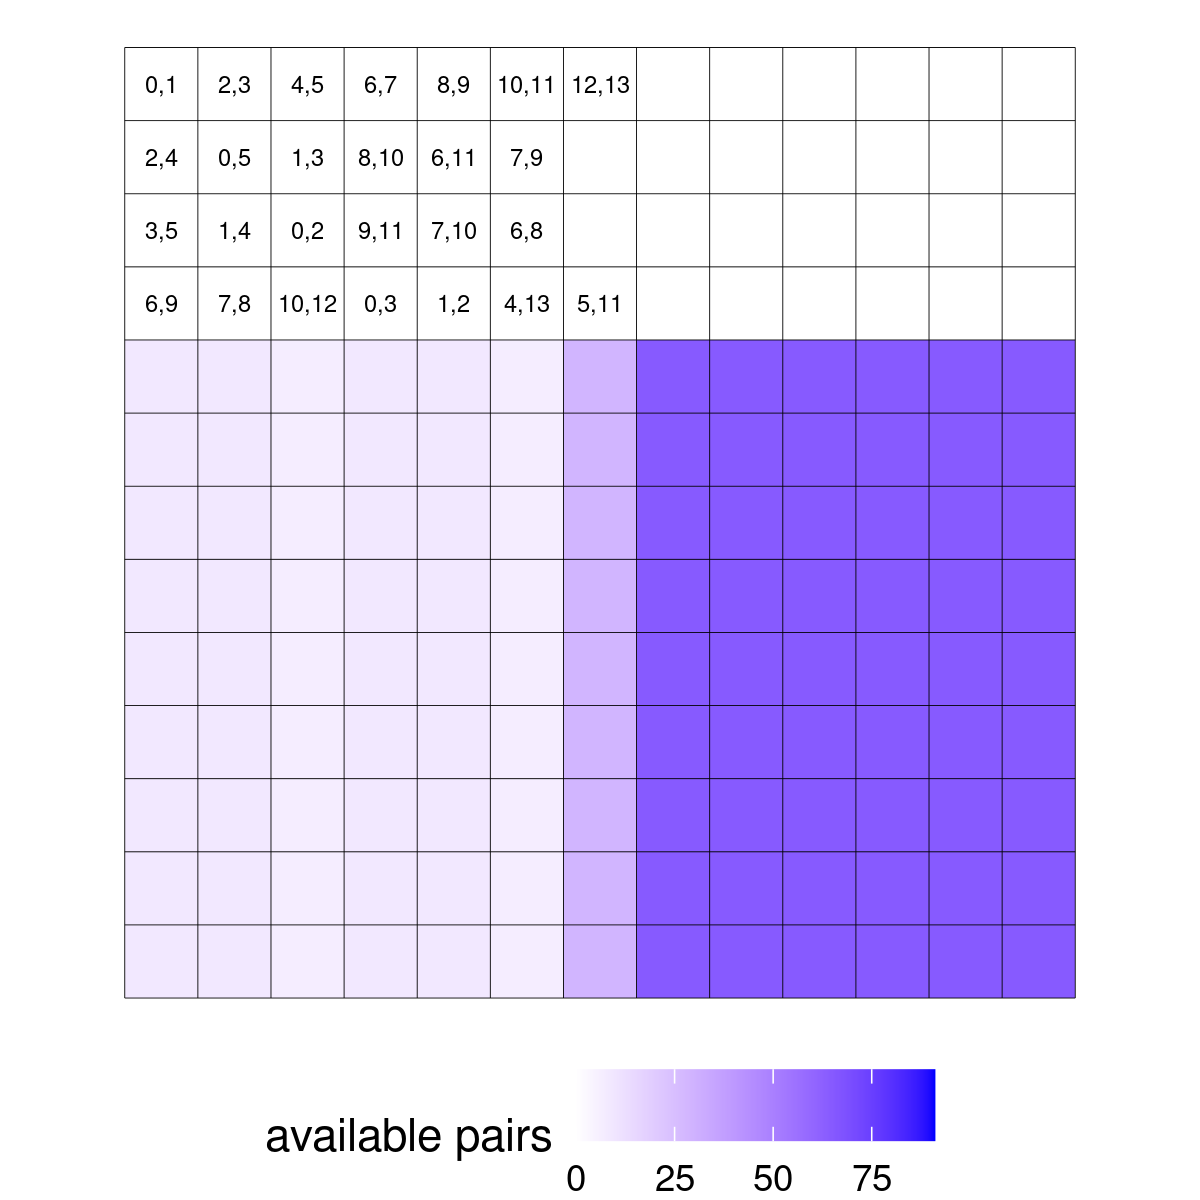 0,1 2,3 4,5 6,7 8,9 10,11 12,13
2,4 0,5 1,3 8,10 6,11 7,9
3,5 1,4 0,2 9,11 7,10 6,8
6,9 7,8 10,12 0,3 1,2 4,13 5,11
available pairs
0 25 50 75